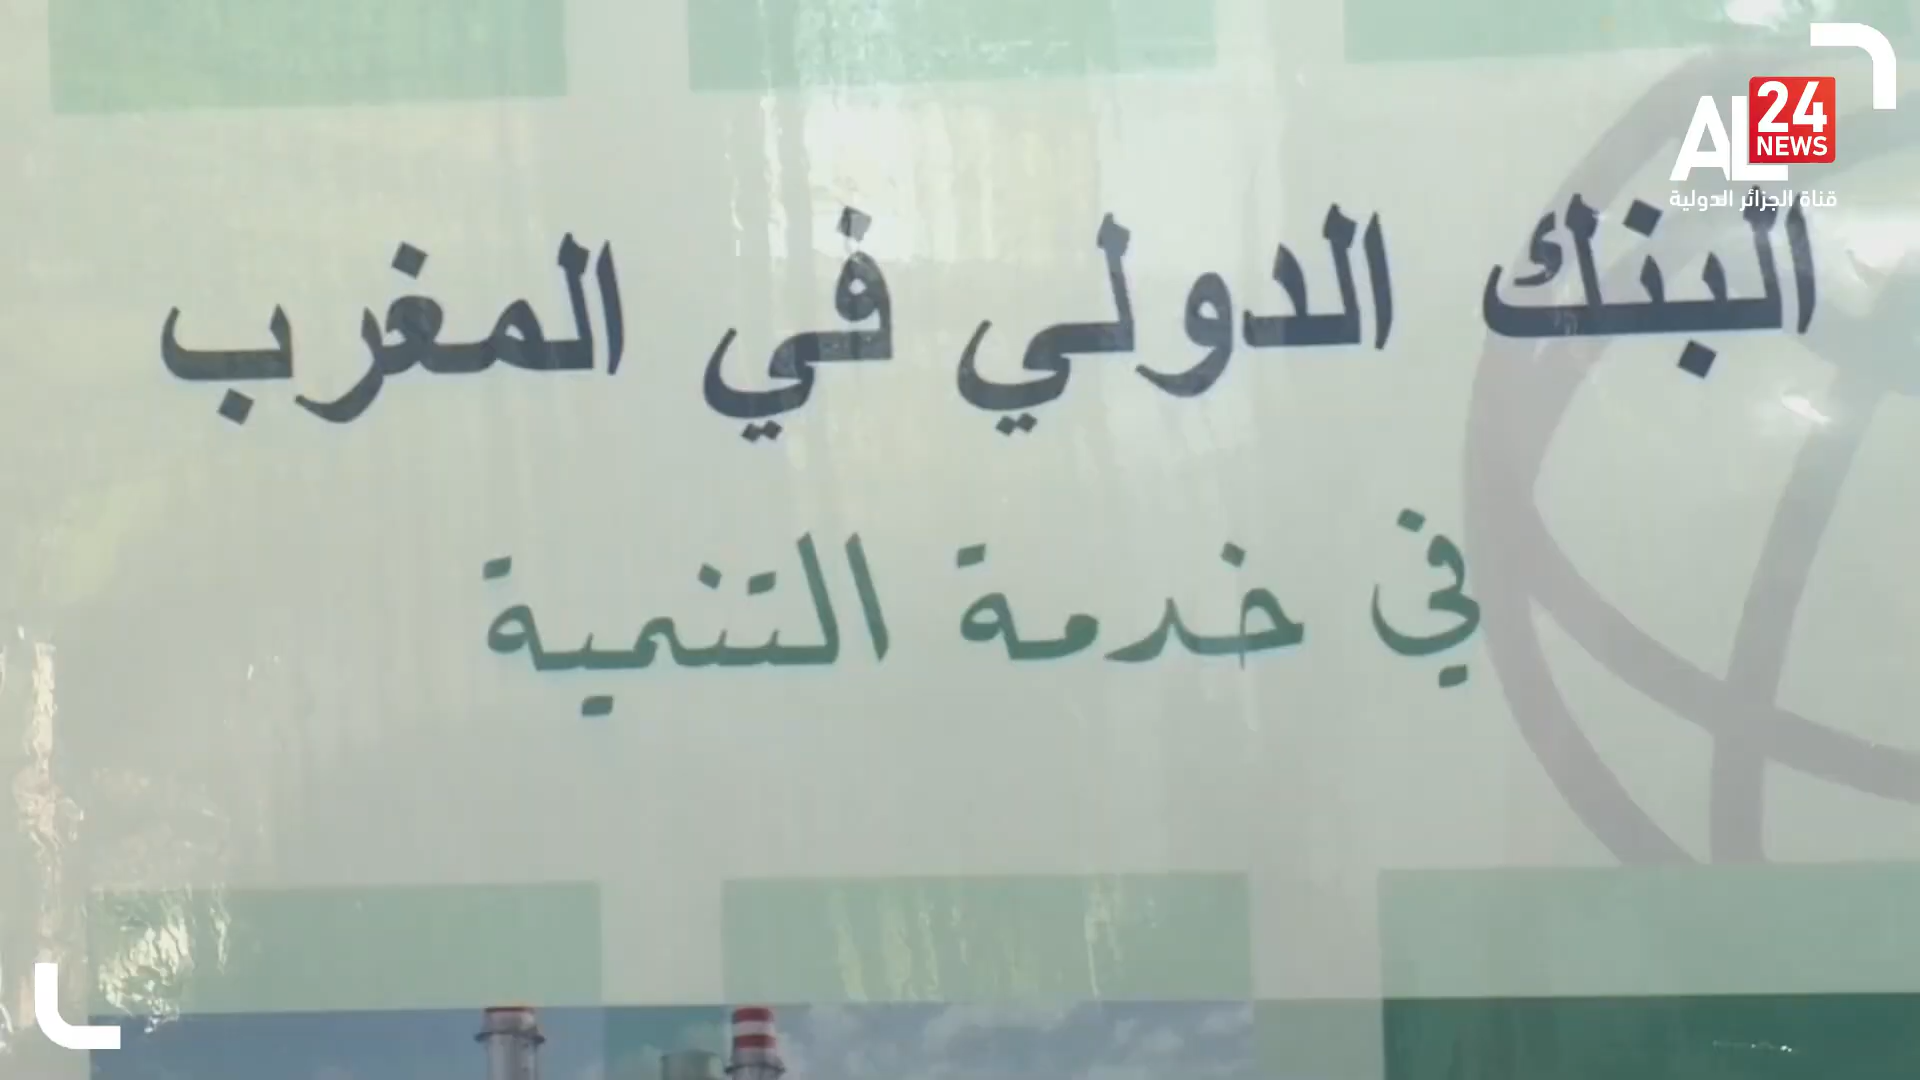 AL
24
NEWS
قناة الجزائر الدولية
البنك الدولي في المغرب
في خدمة التنمية